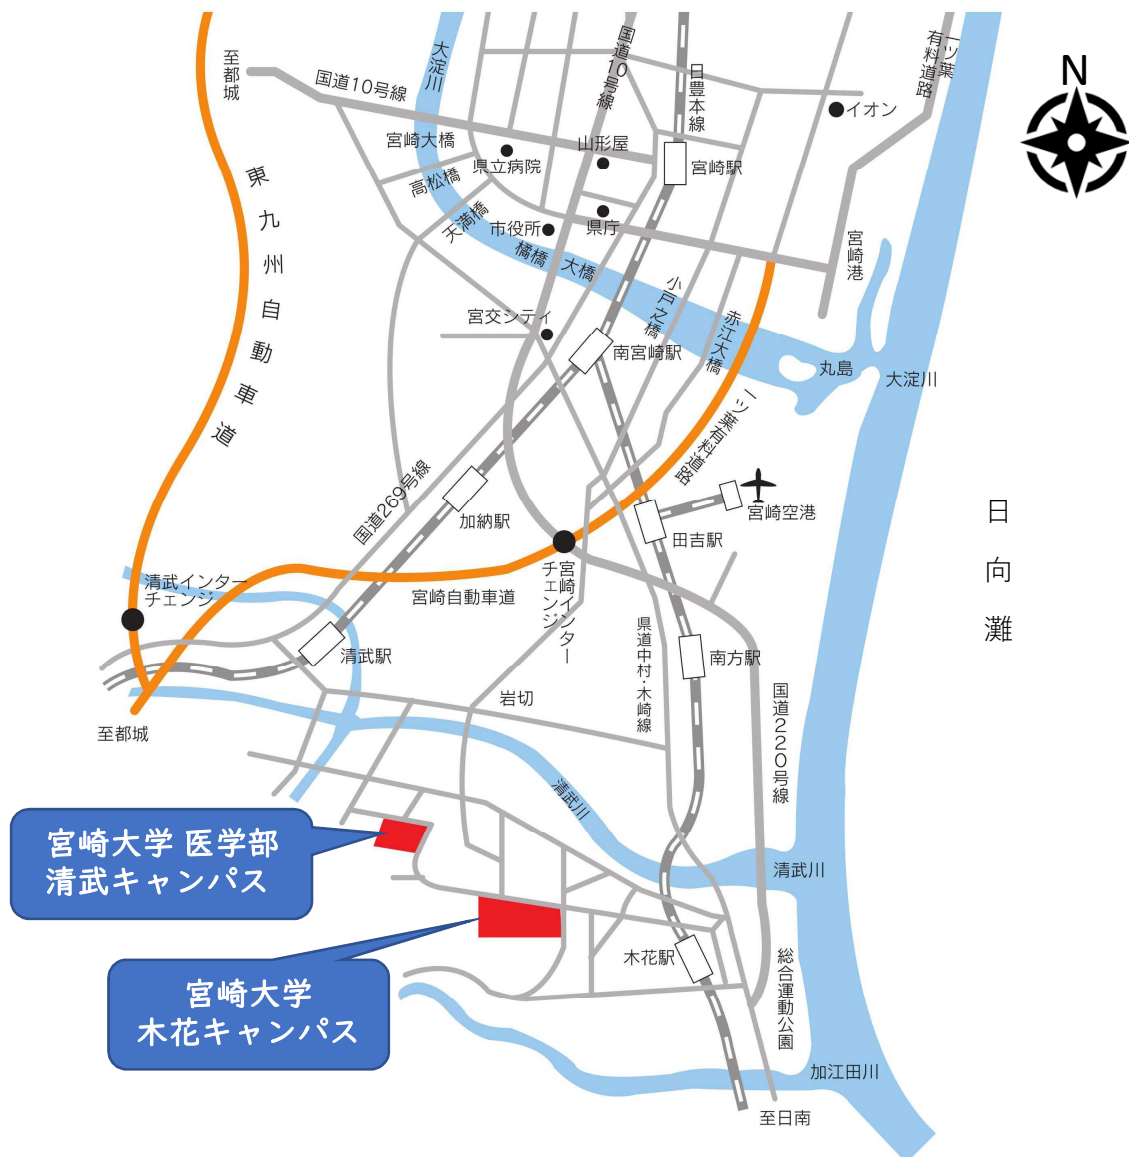 N
一ツ葉
有料道路
大淀川
国道10号線
日豊本線
至都城
国道10号線
イオン
宮崎大橋
県立病院
山形屋
宮崎駅
高松橋
天満橋
市役所
県庁
橘橋
大橋
宮崎港
東九州自動車道
小戸之橋
赤江大橋
宮交シティ
南宮崎駅
丸島
大淀川
一ツ葉有料道路
国道269号線
加納駅
宮崎空港
田吉駅
日向灘
清武インター
チェンジ
宮崎自動車道
宮崎インター
チェンジ
県道中村・木崎線
清武駅
南方駅
岩切
国道220号線
至都城
清武川
宮崎大学 医学部
清武キャンパス
清武川
木花駅
総合運動公園
宮崎大学
木花キャンパス
加江田川
至日南